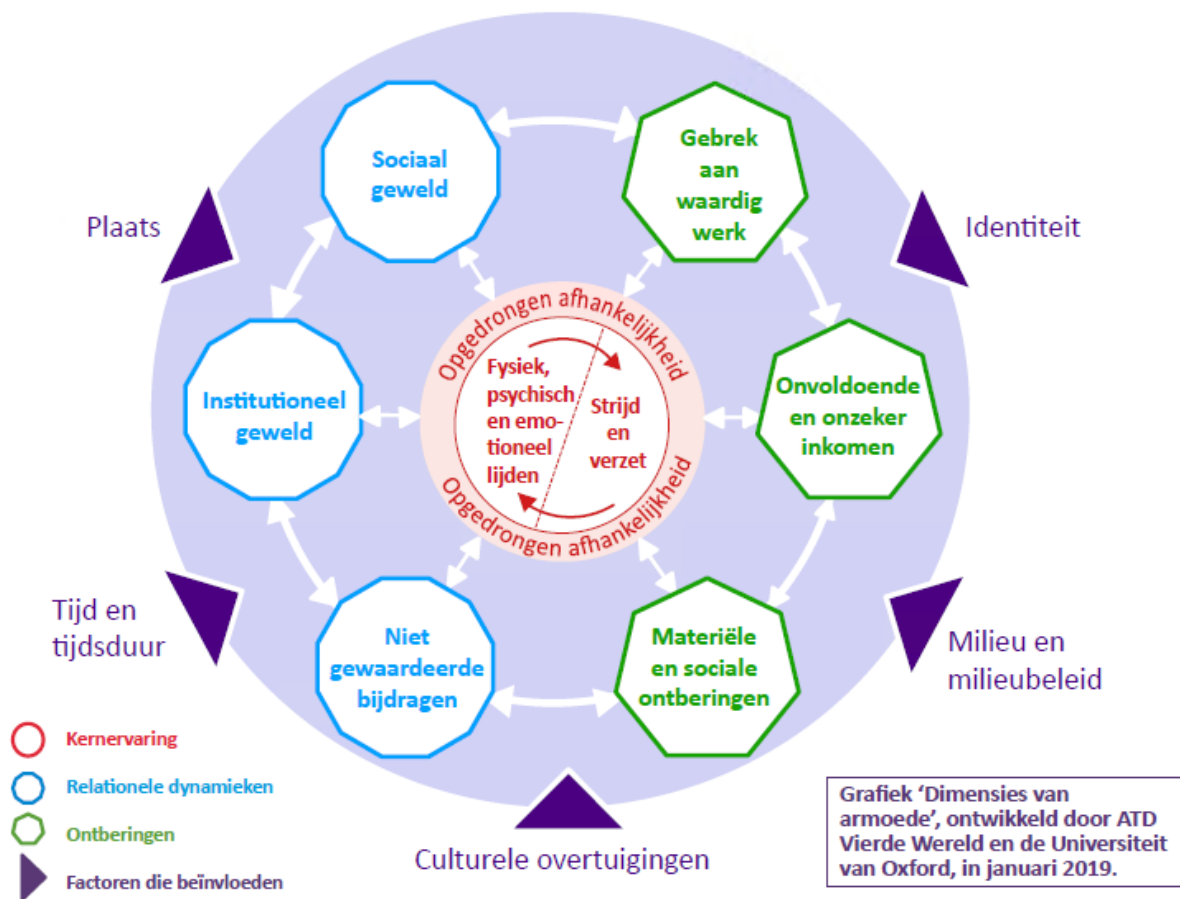 Sociaal
geweld
Gebrek
aan
waardig
werk
Plaats
Identiteit
Opgedrongen afhankelijkheid
Fysiek,
psychisch
en emo-
tioneel
lijden
Strijd
en
verzet
Opgedrongen afhankelijkheid
Institutioneel
geweld
Onvoldoende
en onzeker
inkomen
Tijd en
tijdsduur
Niet
gewaardeerde
bijdragen
Materiële
en sociale
ontberingen
Milieu en
milieubeleid
Culturele overtuigingen
Kernervaring
Relationele dynamieken
Ontberingen
Factoren die beïnvloeden
Grafiek ‘Dimensies van
armoede’, ontwikkeld door ATD
Vierde Wereld en de Universiteit
van Oxford, in januari 2019.